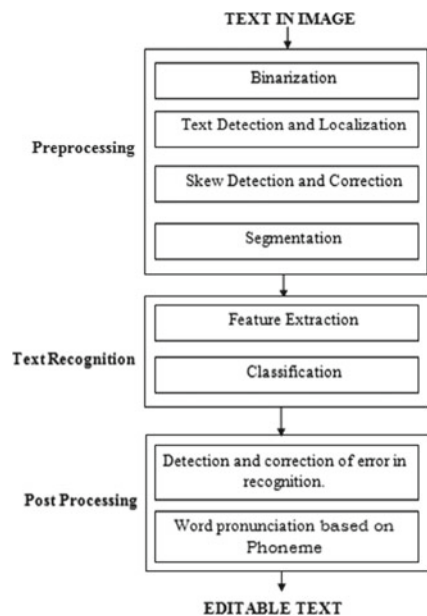 TEXT IN IMAGE
Preprocessing
Binarization
Text Detection and Localization
Skew Detection and Correction
Segmentation
Text Recognition
Feature Extraction
Classification
Post Processing
Detection and correction of error in
recognition.
Word pronunciation based on
Phoneme
EDITABLE TEXT